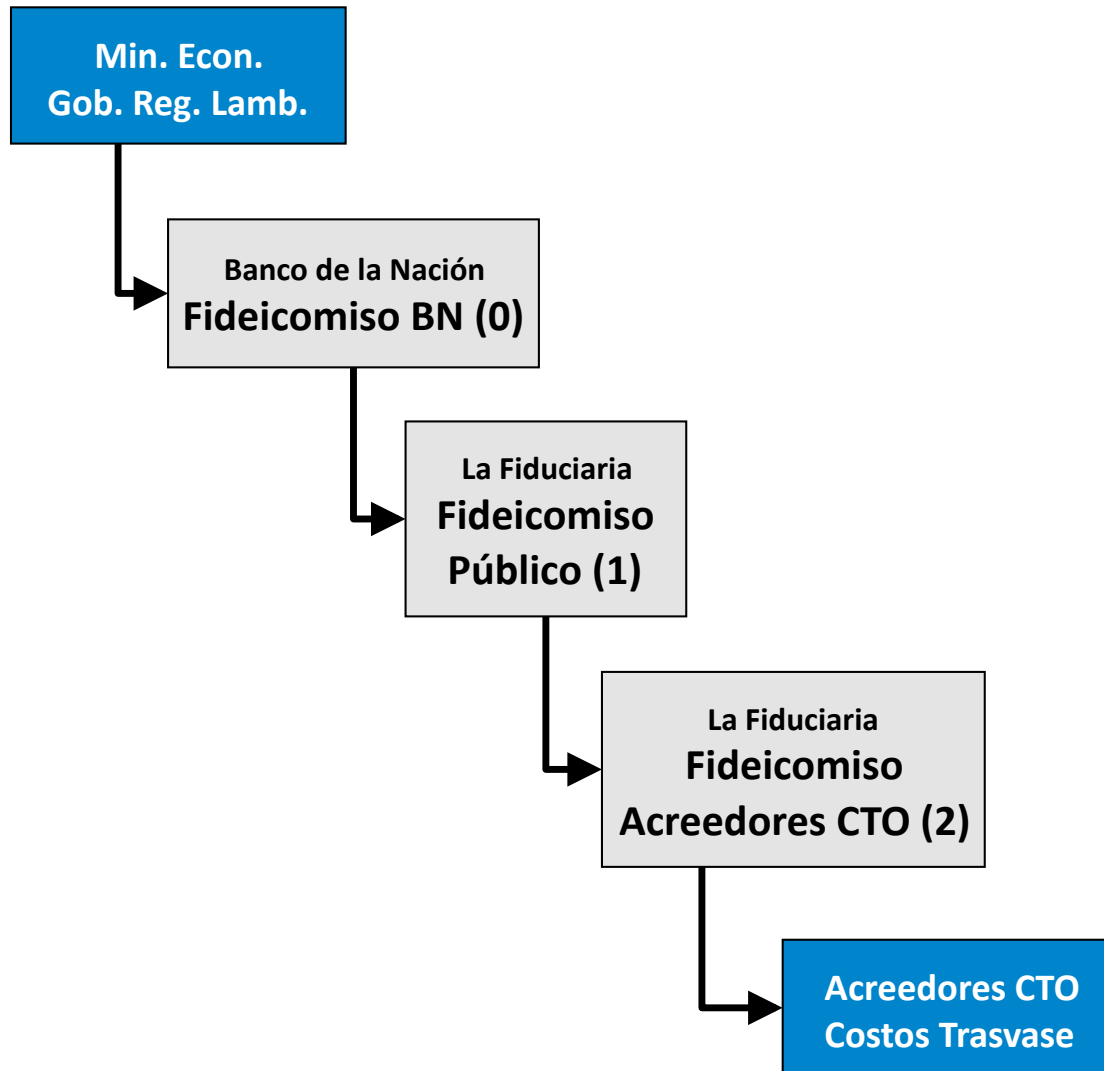 Min. Econ.
Gob. Reg. Lamb.
Banco de la Nación
Fideicomiso BN (0)
La Fiduciaria
Fideicomiso
Público (1)
La Fiduciaria
Fideicomiso
Acreedores CTO (2)
Acreedores CTO
Costos Trasvase